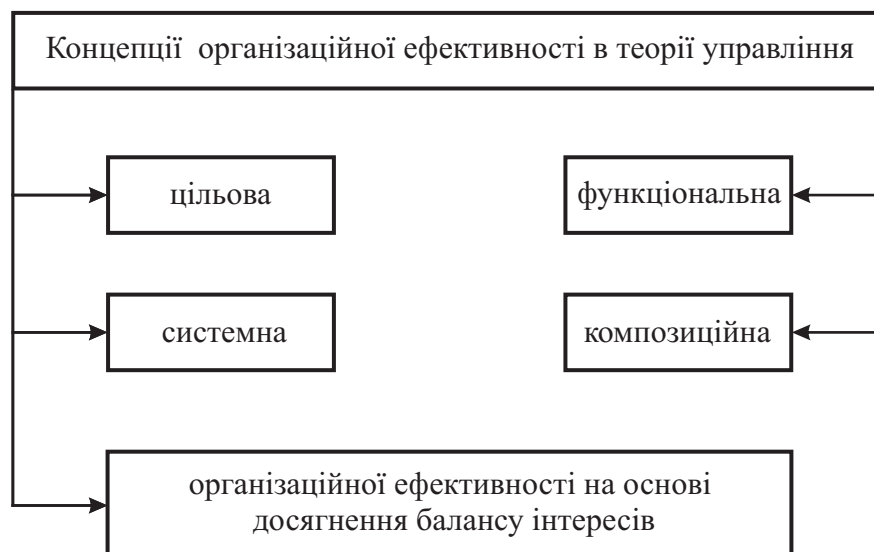 Концепції організаційної ефективності в теорії управління
цільова
функціональна
системна
композиційна
організаційної ефективності на основі
досягнення балансу інтересів